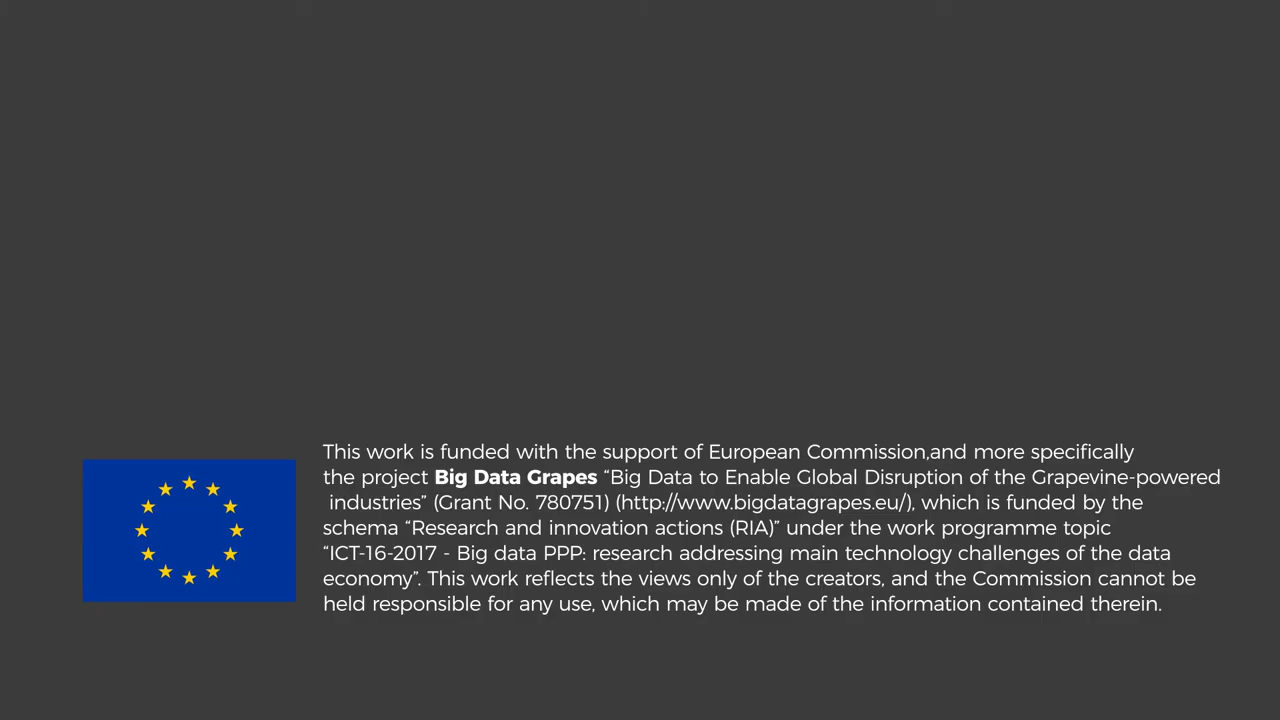 This work is funded with the support of European Commission,and more specifically
the project Big Data Grapes “Big Data to Enable Global Disruption of the Grapevine-powered
industries” (Grant No. 780751) (http://www.bigdatagrapes.eu/), which is funded by the
schema “Research and innovation actions (RIA)” under the work programme topic
“ICT-16-2017 - Big data PPP: research addressing main technology challenges of the data
economy”. This work reflects the views only of the creators, and the Commission cannot be
held responsible for any use, which may be made of the information contained therein.